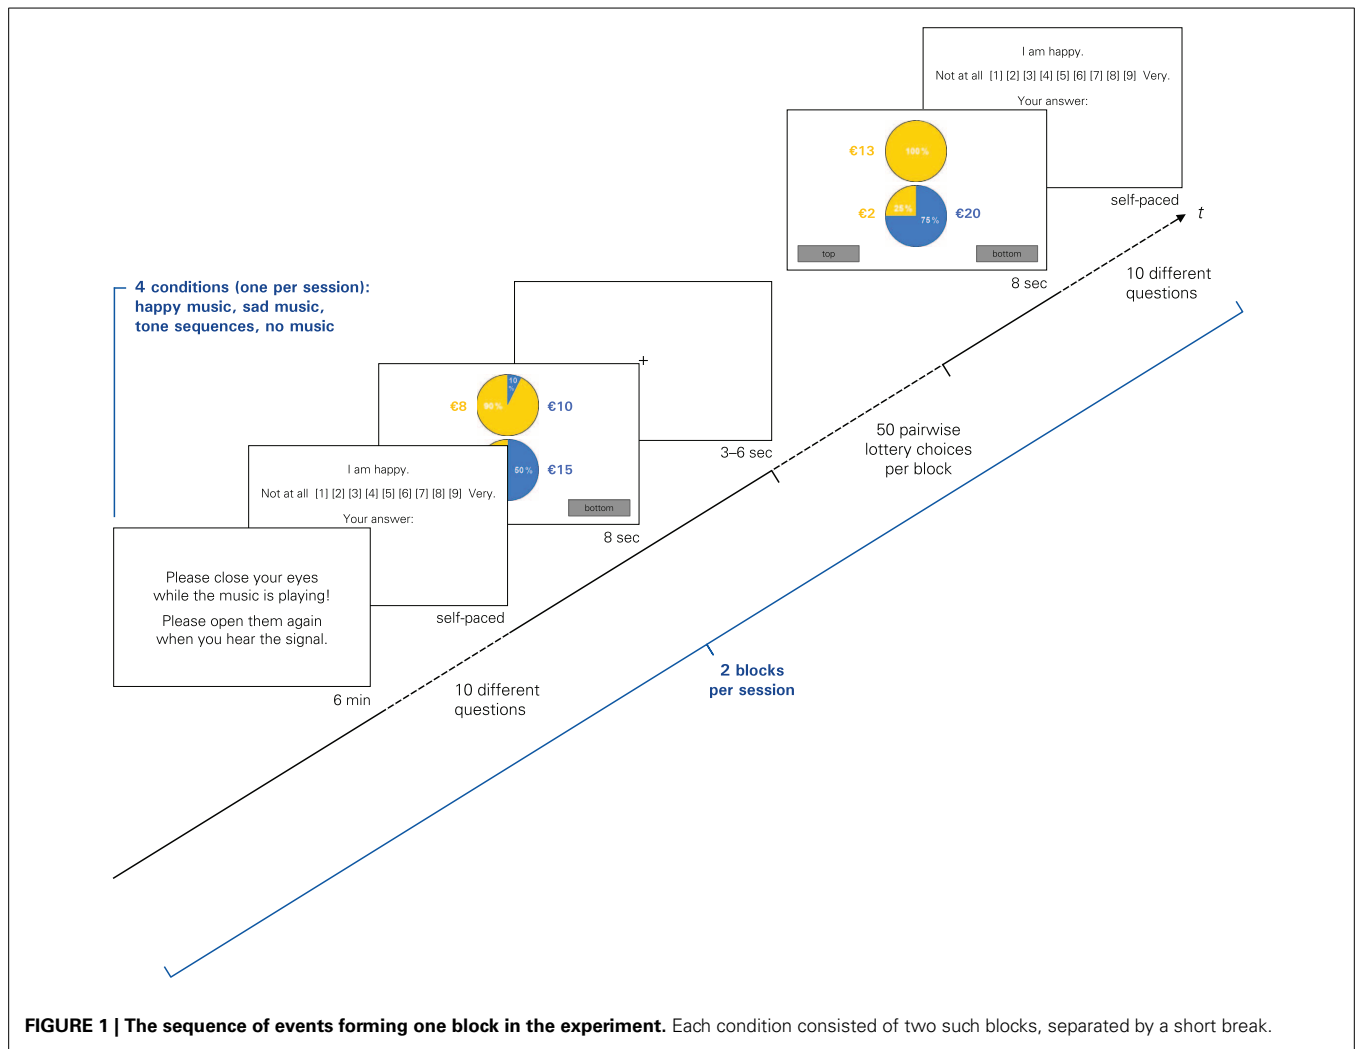 I am happy.
Not at all [1] [2] [3] [4] [5] [6] [7] [8] [9] Very.
Your answer:
self-paced
€13
100%
€2
25%
75%
€20
top
bottom
8 sec
t
10 different
questions
4 conditions (one per session):
happy music, sad music,
tone sequences, no music
+
3–6 sec
50 pairwise
lottery choices
per block
10
%
€8
90%
€10
50%
€15
bottom
8 sec
I am happy.
Not at all [1] [2] [3] [4] [5] [6] [7] [8] [9] Very.
Your answer:
self-paced
Please close your eyes
while the music is playing!
Please open them again
when you hear the signal.
6 min
10 different
questions
2 blocks
per session
FIGURE 1 | The sequence of events forming one block in the experiment. Each condition consisted of two such blocks, separated by a short break.